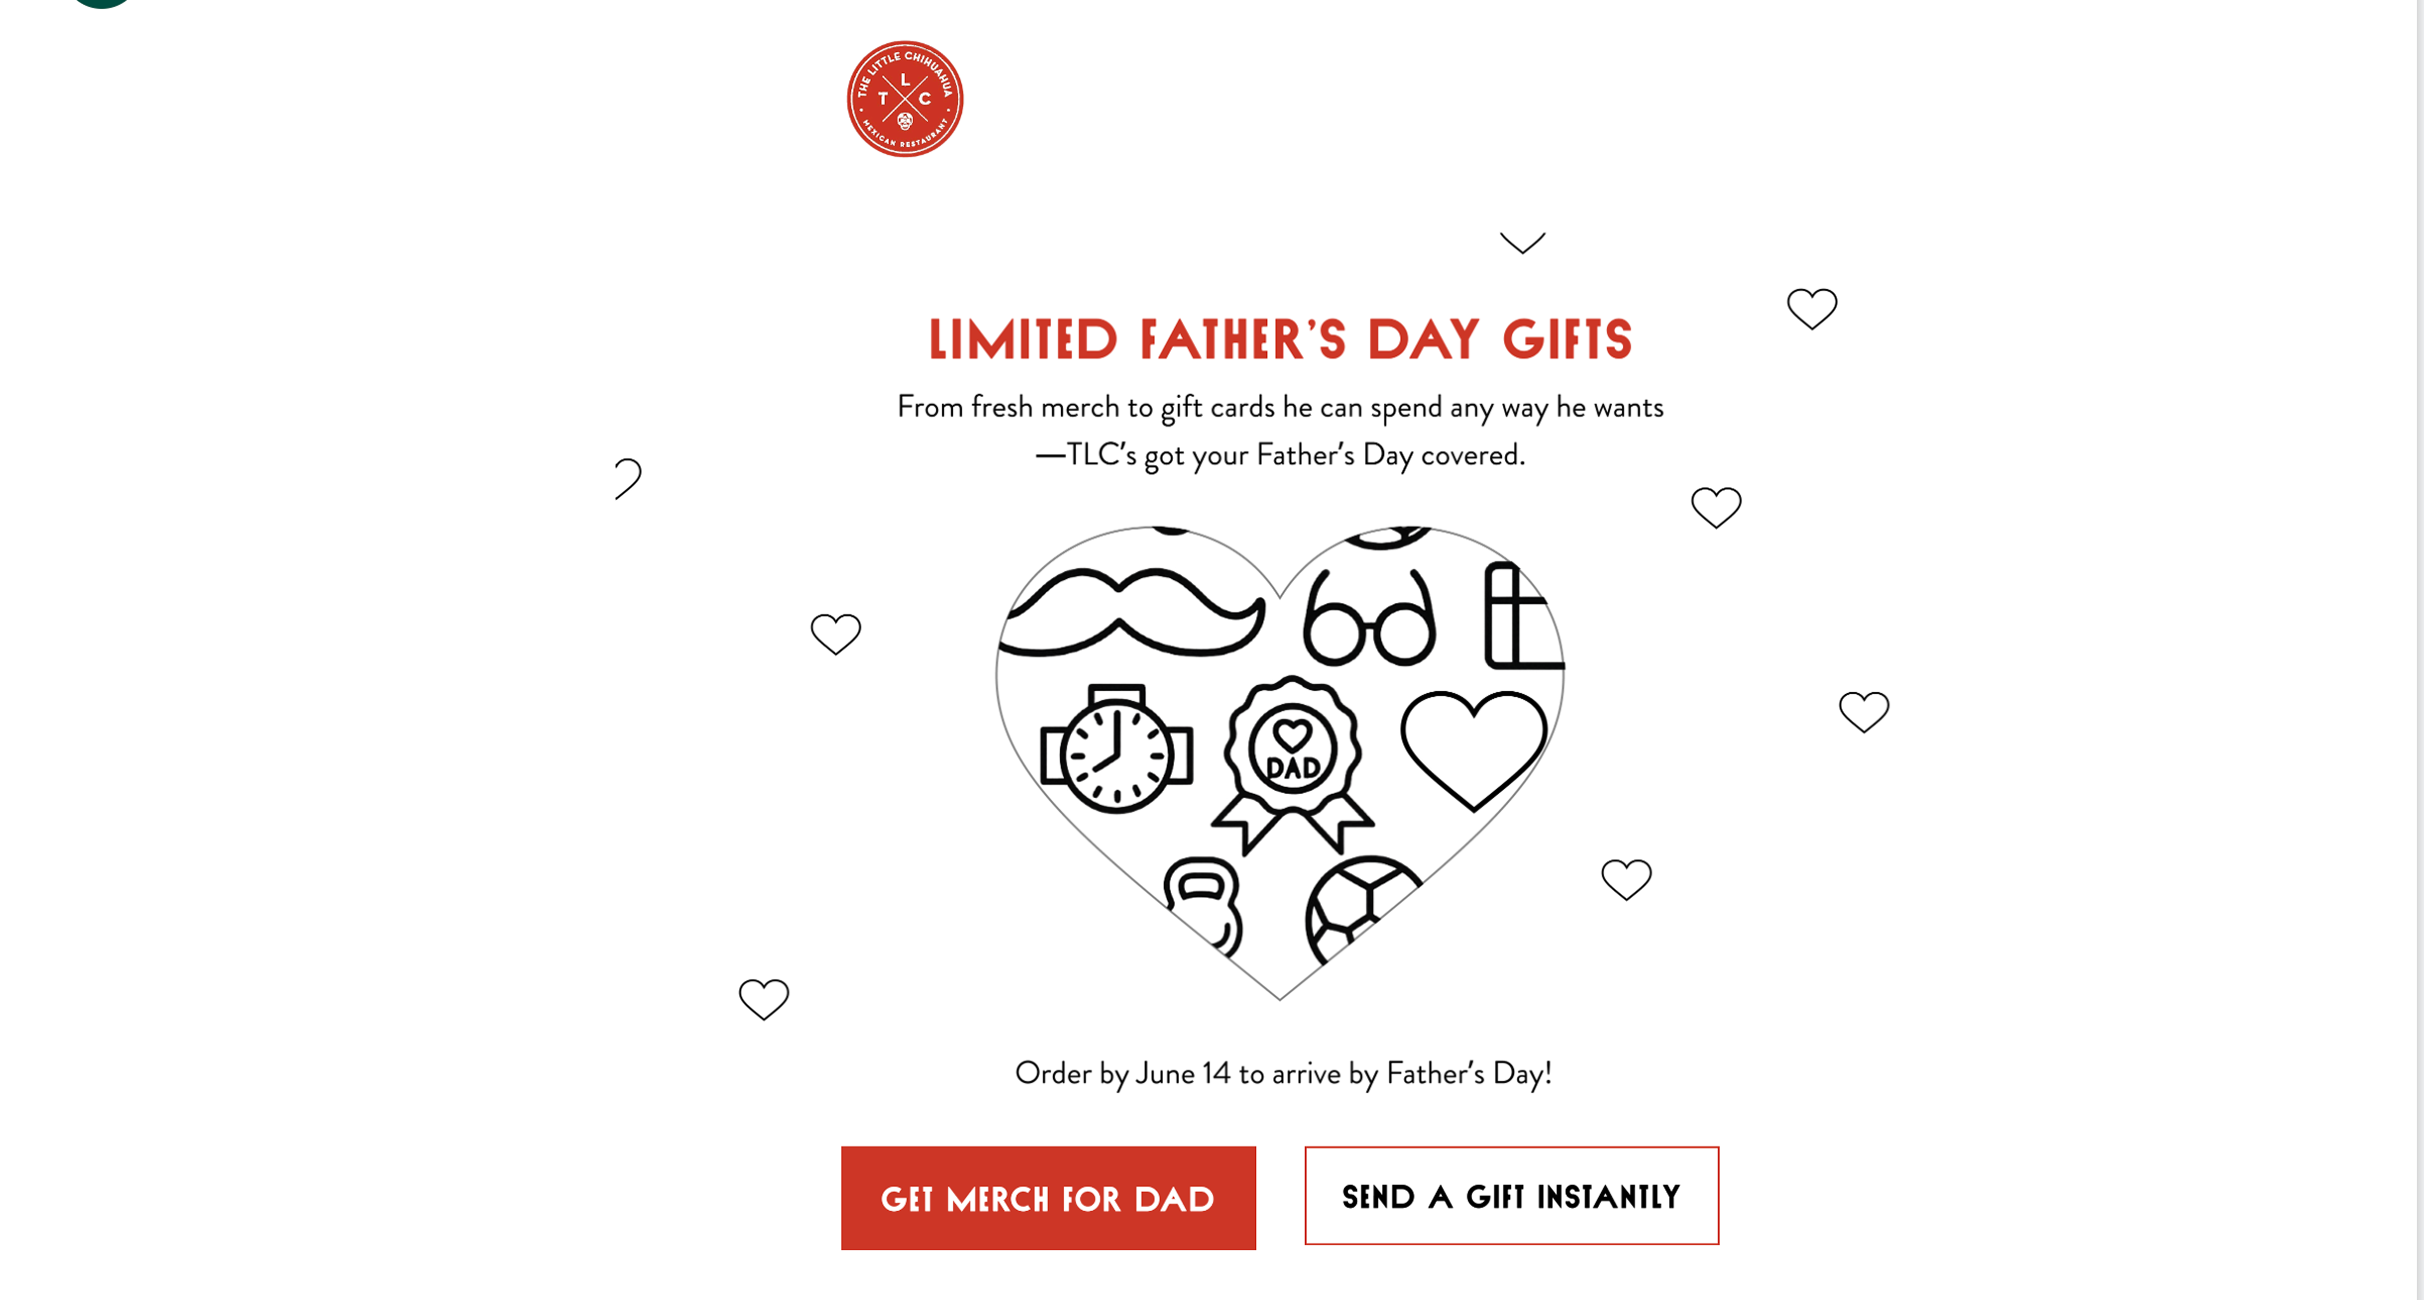 THE LITTLE CHIHUAHUA
L
T C
MEXICAN RESTAURANT
LIMITED FATHER'S DAY GIFTS
From fresh merch to gift cards he can spend any way he wants
—TLC's got your Father's Day covered.
DAD
Order by June 14 to arrive by Father's Day!
GET MERCH FOR DAD
SEND A GIFT INSTANTLY